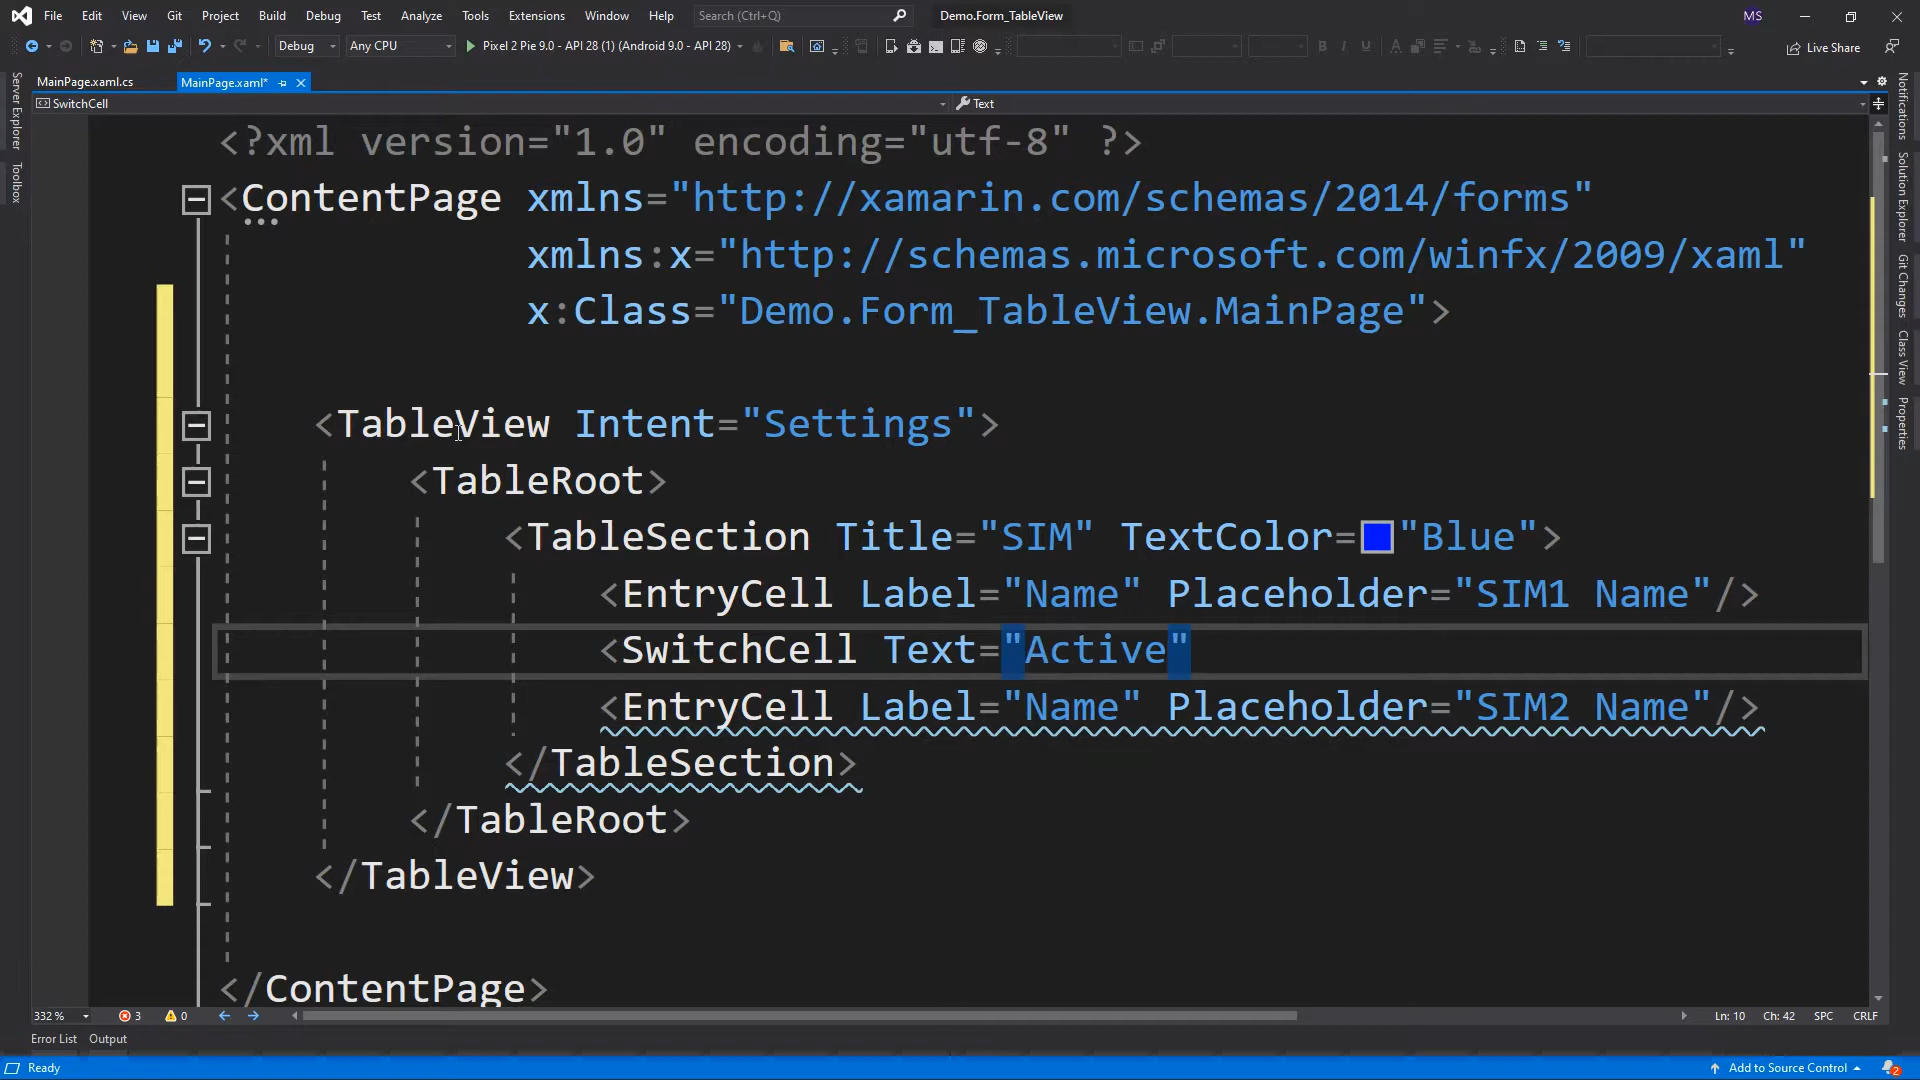 File Edit View Git Project Build Debug Test Analyze Tools Extensions Window Help Search (Ctrl+Q) Demo.Form_TableView MS
Debug Any CPU Pixel 2 Pie 9.0 - API 28 (1) (Android 9.0 - API 28) Live Share
MainPage.xaml.cs MainPage.xaml*
SwitchCell Text
<?xml version="1.0" encoding="utf-8" ?>
<ContentPage xmlns="http://xamarin.com/schemas/2014/forms"
xmlns:x="http://schemas.microsoft.com/winfx/2009/xaml"
x:Class="Demo.Form_TableView.MainPage">
<TableView Intent="Settings">
<TableRoot>
<TableSection Title="SIM" TextColor="Blue">
<EntryCell Label="Name" Placeholder="SIM1 Name"/>
<SwitchCell Text="Active"
<EntryCell Label="Name" Placeholder="SIM2 Name"/>
</TableSection>
</TableRoot>
</TableView>
</ContentPage>
Server Explorer
Toolbox
Notifications
Solution Explorer
Git Changes
Class View
Properties
332 % 3 0 Ln: 10 Ch: 42 SPC CRLF
Error List Output
Ready Add to Source Control 2